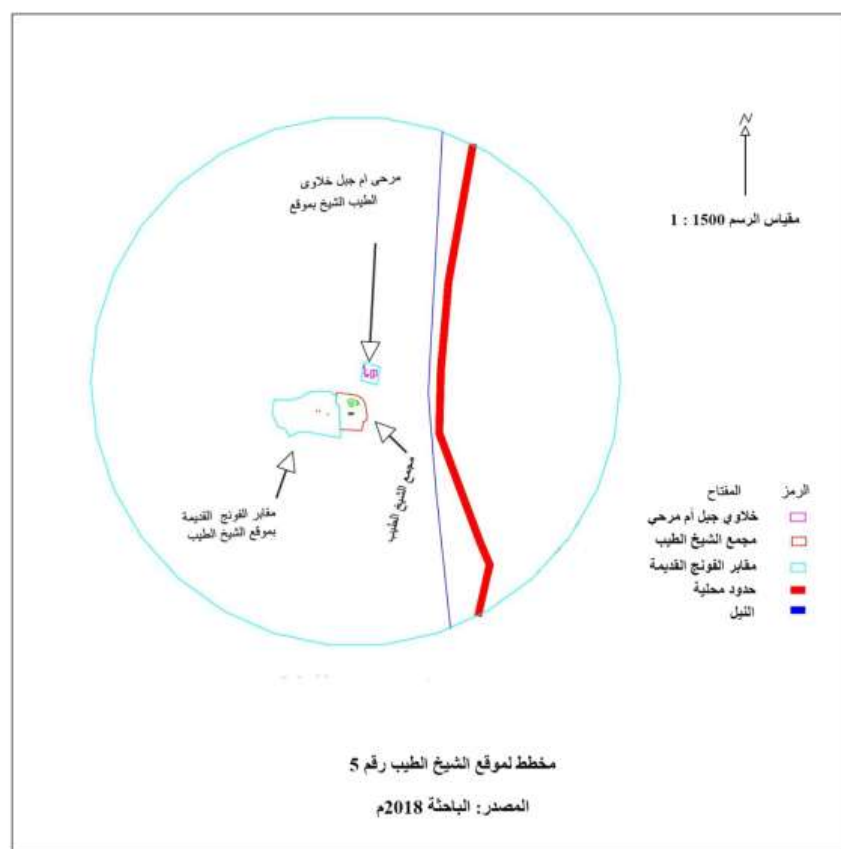 N
مقياس الرسم 1500 : 1
مرحى ام جبل خلاوى
الطيب الشيخ بموقع
مجمع الشيخ الطيب
مقابر الفونج القديمة
بموقع الشيخ الطيب
الرمز المفتاح
خلاوي جبل أم مرحي
مجمع الشيخ الطيب
مقابر الفونج القديمة
حدود محلية
النيل
مخطط لموقع الشيخ الطيب رقم 5
المصدر: الباحثة 2018م